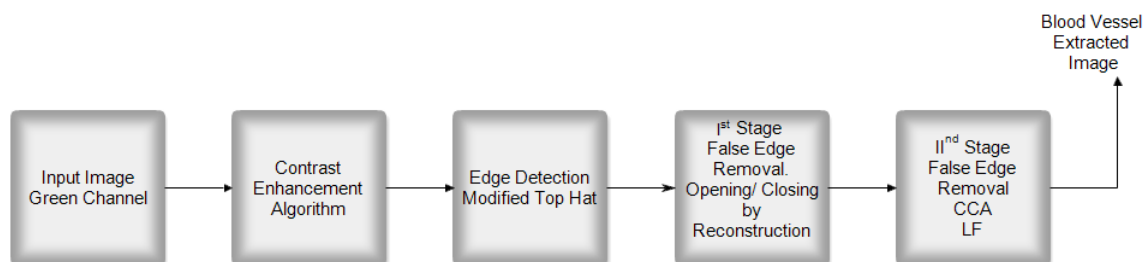 Blood Vessel
Extracted
Image
Input Image
Green Channel
Contrast
Enhancement
Algorithm
Edge Detection
Modified Top Hat
Ist Stage
False Edge
Removal.
Opening/ Closing
by
Reconstruction
IInd Stage
False Edge
Removal
CCA
LF